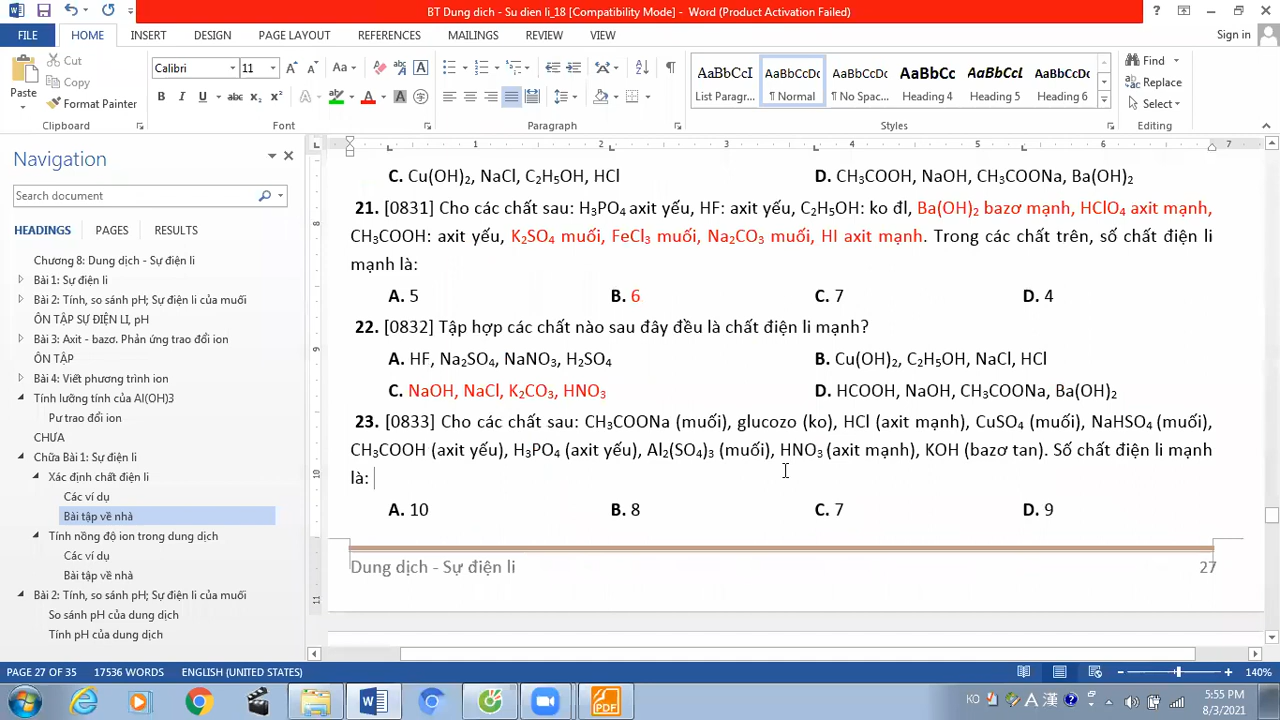 BT Dung dich - Su dien li_18 [Compatibility Mode] - Word (Product Activation Failed)
FILE HOME INSERT DESIGN PAGE LAYOUT REFERENCES MAILINGS REVIEW VIEW Sign in
Cut
Copy
Format Painter
Paste
Clipboard
Calibri 11
Font
Paragraph
AaBbCcI AaBbCcDc AaBbCcDc AaBbCc AaBbCcL AaBbCcDc
List Paragr... ¶ Normal ¶ No Spac... Heading 4 Heading 5 Heading 6
Styles
Find
Replace
Select
Editing
Navigation
Search document
HEADINGS PAGES RESULTS
Chương 8: Dung dịch - Sự điện li
Bài 1: Sự điện li
Bài 2: Tính, so sánh pH; Sự điện li của muối
ÔN TẬP SỰ ĐIỆN LI, pH
Bài 3: Axit - bazơ. Phản ứng trao đổi ion
ÔN TẬP
Bài 4: Viết phương trình ion
Tính lưỡng tính của Al(OH)3
Pư trao đổi ion
CHƯA
Chữa Bài 1: Sự điện li
Xác định chất điện li
Các ví dụ
Bài tập về nhà
Tính nồng độ ion trong dung dịch
Các ví dụ
Bài tập về nhà
Bài 2: Tính, so sánh pH; Sự điện li của muối
So sánh pH của dung dịch
Tính pH của dung dịch
1 2 3 4 5 6 7
8
9
10
11
C. Cu(OH)₂, NaCl, C₂H₅OH, HCl D. CH₃COOH, NaOH, CH₃COONa, Ba(OH)₂
21. [0831] Cho các chất sau: H₃PO₄ axit yếu, HF: axit yếu, C₂H₅OH: ko đl, Ba(OH)₂ bazơ mạnh, HClO₄ axit mạnh,
CH₃COOH: axit yếu, K₂SO₄ muối, FeCl₃ muối, Na₂CO₃ muối, HI axit mạnh. Trong các chất trên, số chất điện li
mạnh là:
A. 5 B. 6 C. 7 D. 4
22. [0832] Tập hợp các chất nào sau đây đều là chất điện li mạnh?
A. HF, Na₂SO₄, NaNO₃, H₂SO₄ B. Cu(OH)₂, C₂H₅OH, NaCl, HCl
C. NaOH, NaCl, K₂CO₃, HNO₃ D. HCOOH, NaOH, CH₃COONa, Ba(OH)₂
23. [0833] Cho các chất sau: CH₃COONa (muối), glucozo (ko), HCl (axit mạnh), CuSO₄ (muối), NaHSO₄ (muối),
CH₃COOH (axit yếu), H₃PO₄ (axit yếu), Al₂(SO₄)₃ (muối), HNO₃ (axit mạnh), KOH (bazơ tan). Số chất điện li mạnh
là:
A. 10 B. 8 C. 7 D. 9
Dung dịch - Sự điện li 27
PAGE 27 OF 35 17536 WORDS ENGLISH (UNITED STATES) 140%
KO A 漢 5:55 PM
8/3/2021